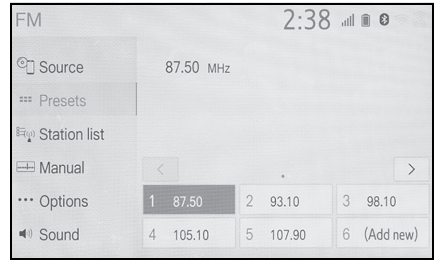 FM
2:38
Source
87.50 MHz
Presets
Station list
Manual
Options
1 87.50
2 93.10
3 98.10
Sound
4 105.10
5 107.90
6 (Add new)